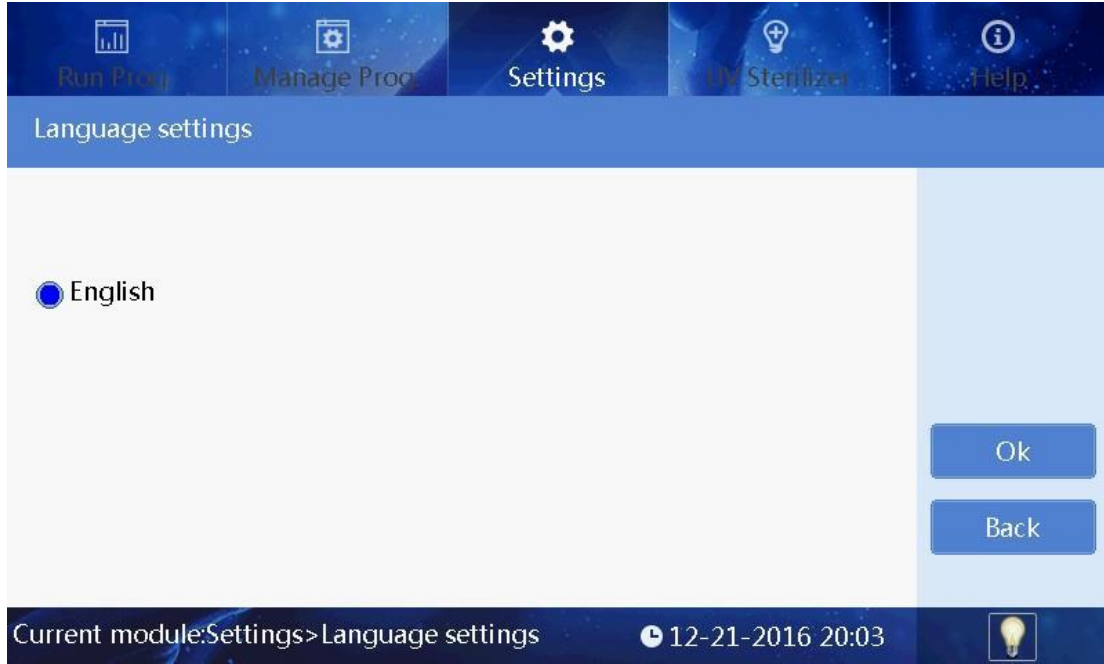 Run Prog.
Manage Prog.
Settings
UV Sterilizer
Help
Language settings
English
Ok
Back
Current module:Settings>Language settings
12-21-2016 20:03